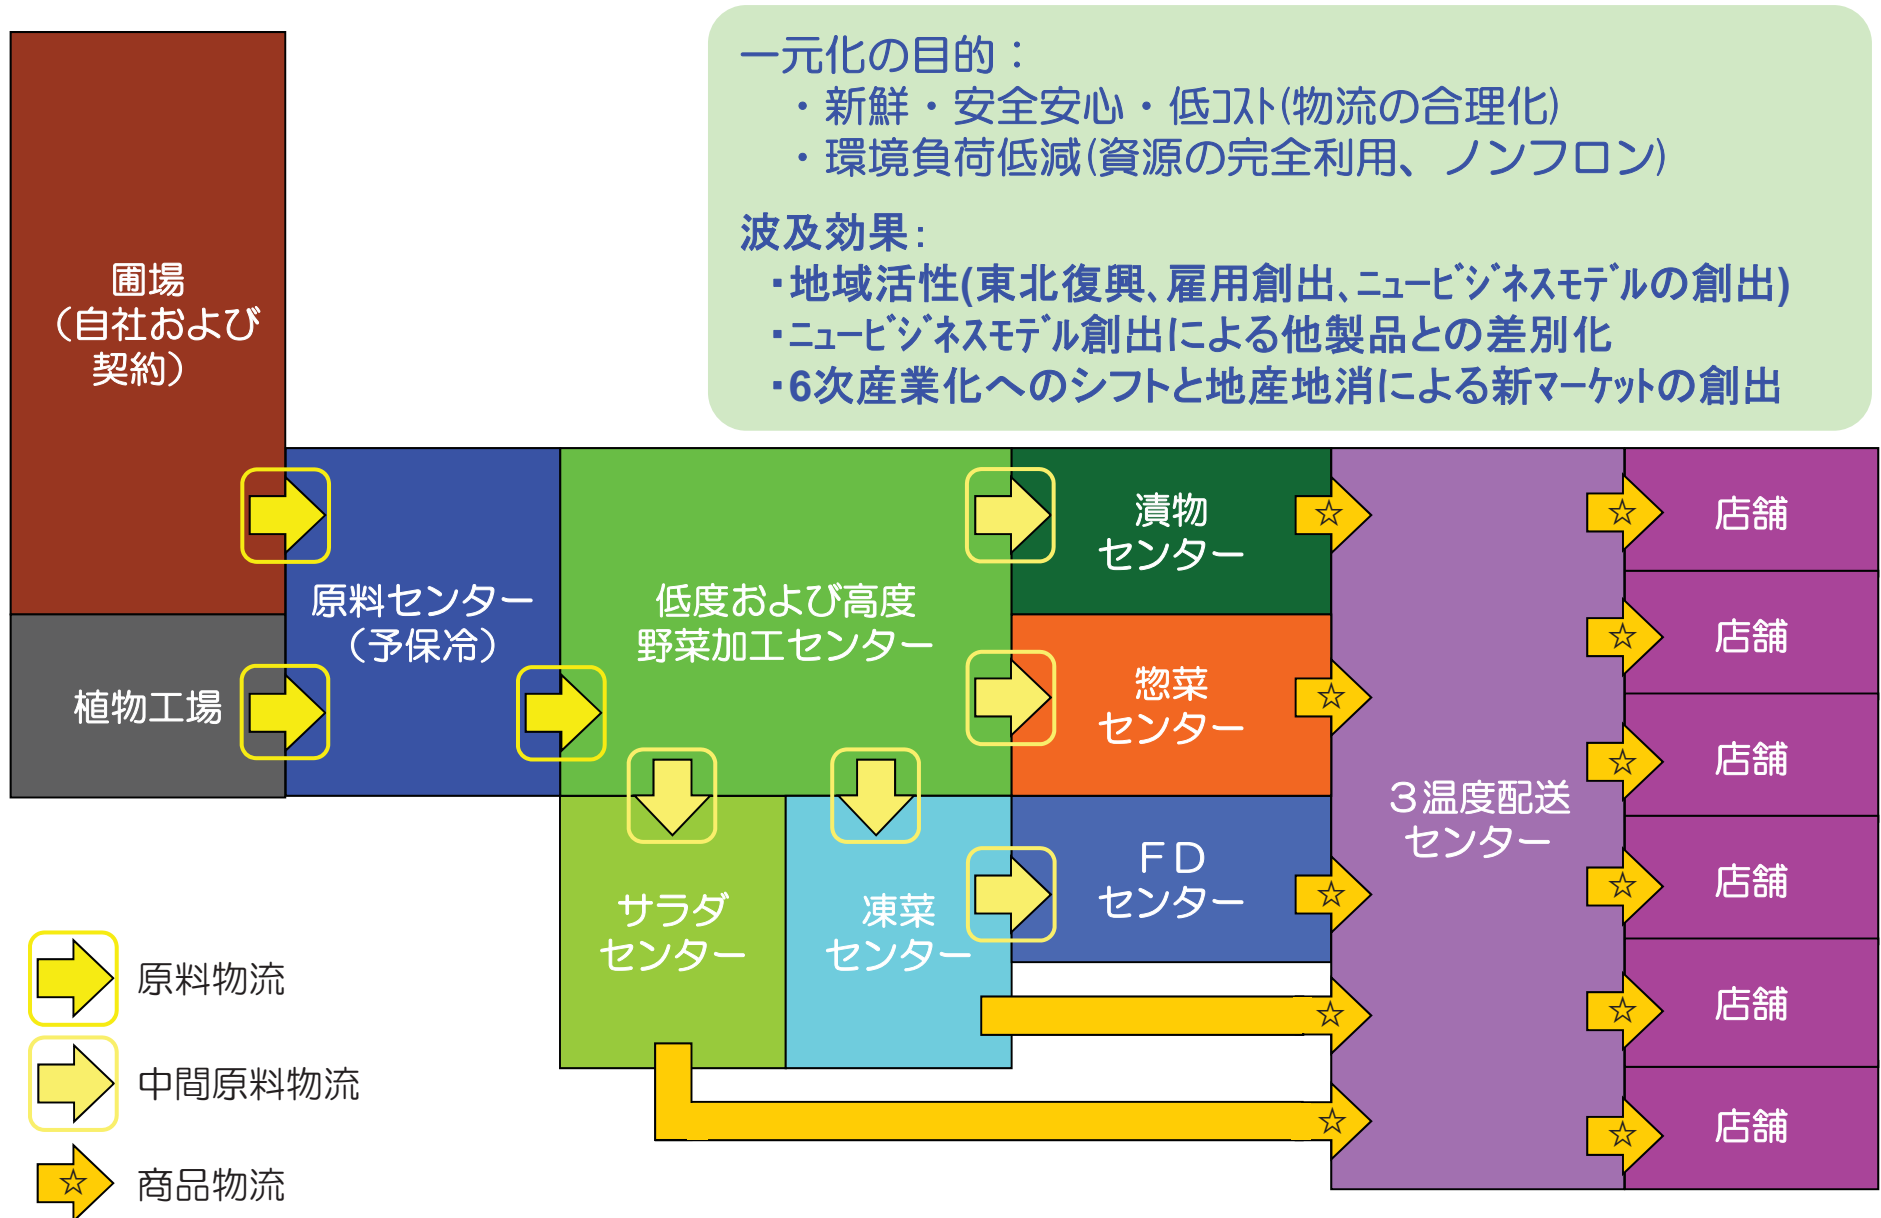 一元化の目的：
・新鮮・安全安心・低ｺｽﾄ(物流の合理化)
・環境負荷低減(資源の完全利用、ノンフロン)
波及効果:
・地域活性(東北復興､雇用創出､ﾆｭｰﾋﾞｼﾞﾈｽﾓﾃﾞﾙの創出)
・ﾆｭｰﾋﾞｼﾞﾈｽﾓﾃﾞﾙ創出による他製品との差別化
・6次産業化へのシフトと地産地消による新ﾏｰｹｯﾄの創出
圃場
（自社および
契約）
植物工場
原料センター
（予保冷）
低度および高度
野菜加工センター
漬物
センター
惣菜
センター
ＦＤ
センター
サラダ
センター
凍菜
センター
３温度配送
センター
店舗
店舗
店舗
店舗
店舗
店舗
原料物流
中間原料物流
商品物流